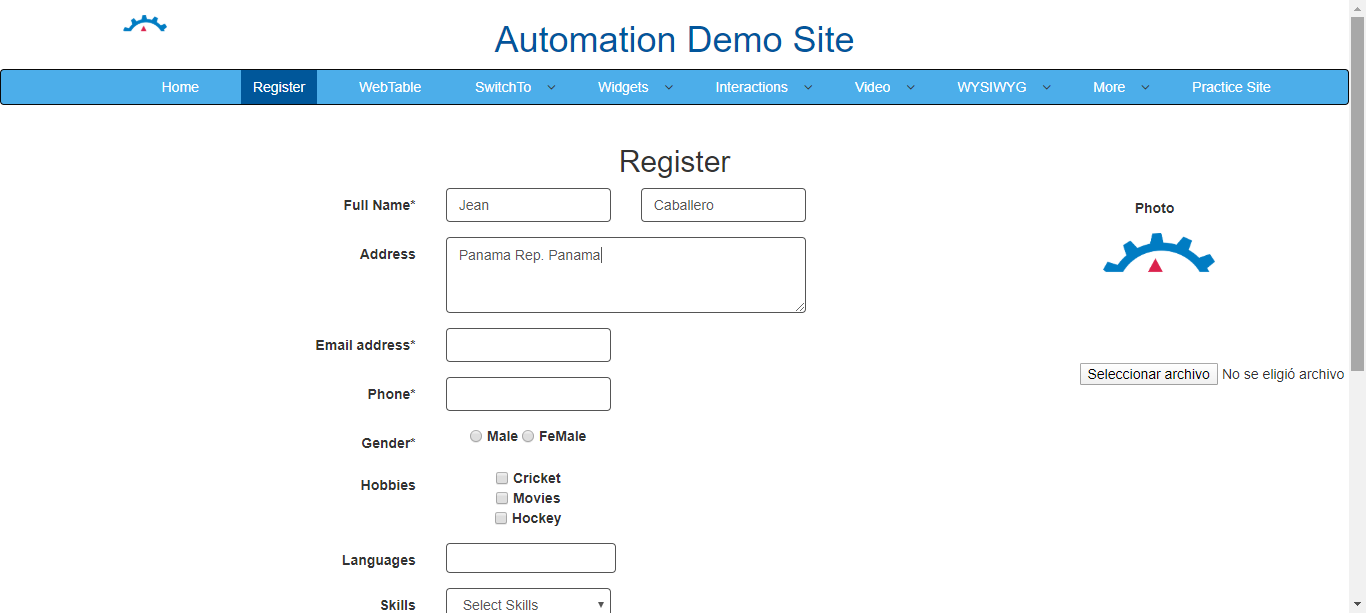 Automation Demo Site
Home Register WebTable SwitchTo Widgets Interactions Video WYSIWYG More Practice Site
Register
Full Name* Jean Caballero
Photo
Address Panama Rep. Panama
Email address*
Phone*
Seleccionar archivo No se eligió archivo
Gender* Male FeMale
Hobbies Cricket
Movies
Hockey
Languages
Skills Select Skills